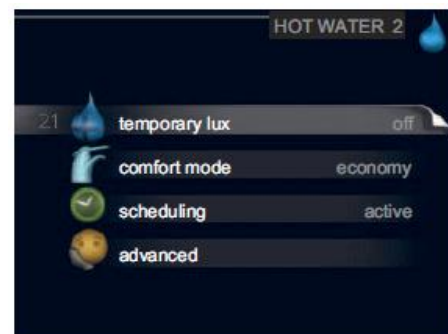 HOT WATER 2
21 temporary lux off
comfort mode economy
scheduling active
advanced